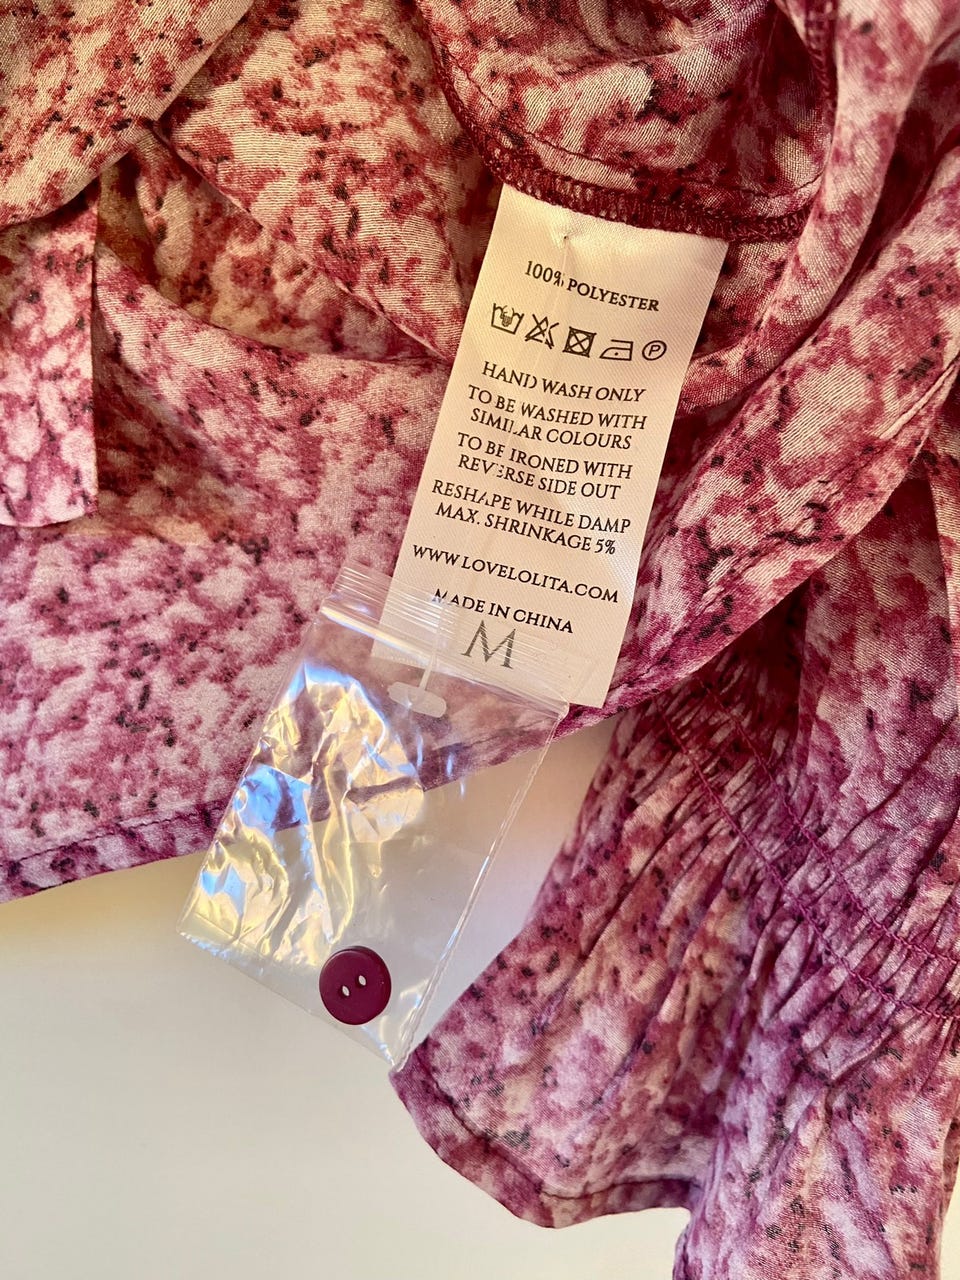 100% POLYESTER
P
HAND WASH ONLY
TO BE WASHED WITH
SIMILAR COLOURS
TO BE IRONED WITH
REVERSE SIDE OUT
RESHAPE WHILE DAMP
MAX. SHRINKAGE 5%
WWW.LOVELOLITA.COM
MADE IN CHINA
M